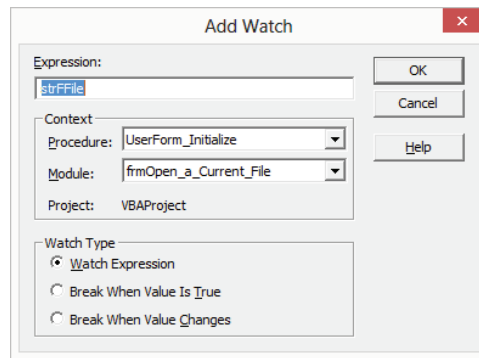 Add Watch
Expression:
strFFile
OK
Cancel
Help
Context
Procedure: UserForm_Initialize
Module: frmOpen_a_Current_File
Project: VBAProject
Watch Type
Watch Expression
Break When Value Is True
Break When Value Changes